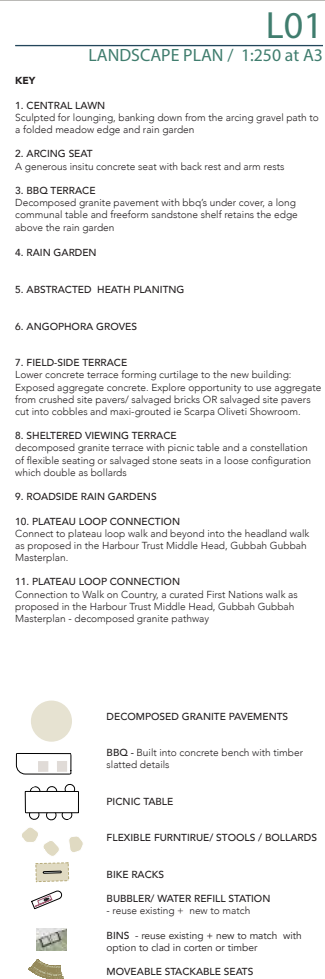 L01
LANDSCAPE PLAN / 1:250 at A3
KEY
1. CENTRAL LAWN
Sculpted for lounging, banking down from the arcing gravel path to
a folded meadow edge and rain garden
2. ARCING SEAT
A generous insitu concrete seat with back rest and arm rests
3. BBQ TERRACE
Decomposed granite pavement with bbq's under cover, a long
communal table and freeform sandstone shelf retains the edge
above the rain garden
4. RAIN GARDEN
5. ABSTRACTED HEATH PLANITNG
6. ANGOPHORA GROVES
7. FIELD-SIDE TERRACE
Lower concrete terrace forming curtilage to the new building:
Exposed aggregate concrete. Explore opportunity to use aggregate
from crushed site pavers/ salvaged bricks OR salvaged site pavers
cut into cobbles and maxi-grouted ie Scarpa Oliveti Showroom.
8. SHELTERED VIEWING TERRACE
decomposed granite terrace with picnic table and a constellation
of flexible seating or salvaged stone seats in a loose configuration
which double as bollards
9. ROADSIDE RAIN GARDENS
10. PLATEAU LOOP CONNECTION
Connect to plateau loop walk and beyond into the headland walk
as proposed in the Harbour Trust Middle Head, Gubbah Gubbah
Masterplan.
11. PLATEAU LOOP CONNECTION
Connection to Walk on Country, a curated First Nations walk as
proposed in the Harbour Trust Middle Head, Gubbah Gubbah
Masterplan - decomposed granite pathway
DECOMPOSED GRANITE PAVEMENTS
BBQ - Built into concrete bench with timber
slatted details
PICNIC TABLE
FLEXIBLE FURNTIRUE/ STOOLS / BOLLARDS
BIKE RACKS
BUBBLER/ WATER REFILL STATION
- reuse existing + new to match
BINS - reuse existing + new to match with
option to clad in corten or timber
MOVEABLE STACKABLE SEATS